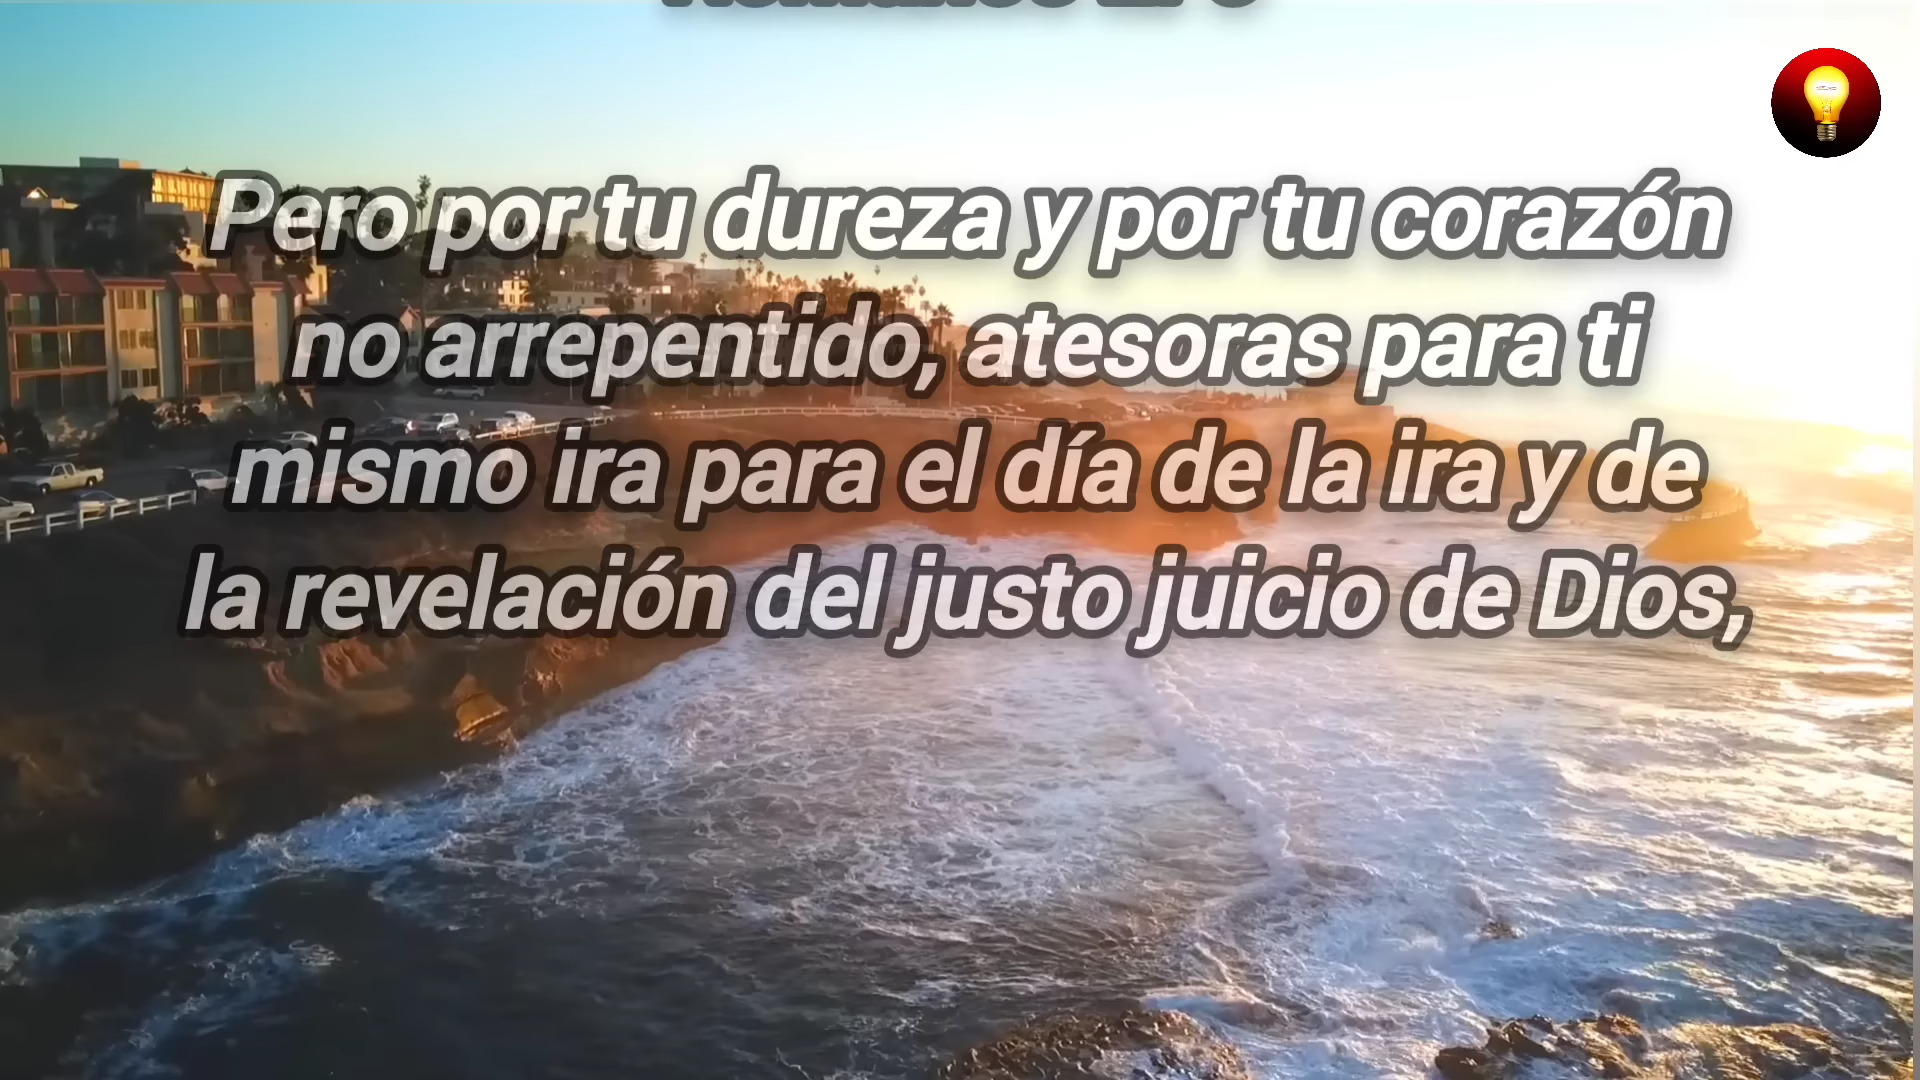 Pero por tu dureza y por tu corazón
no arrepentido, atesoras para ti
mismo ira para el día de la ira y de
la revelación del justo juicio de Dios,